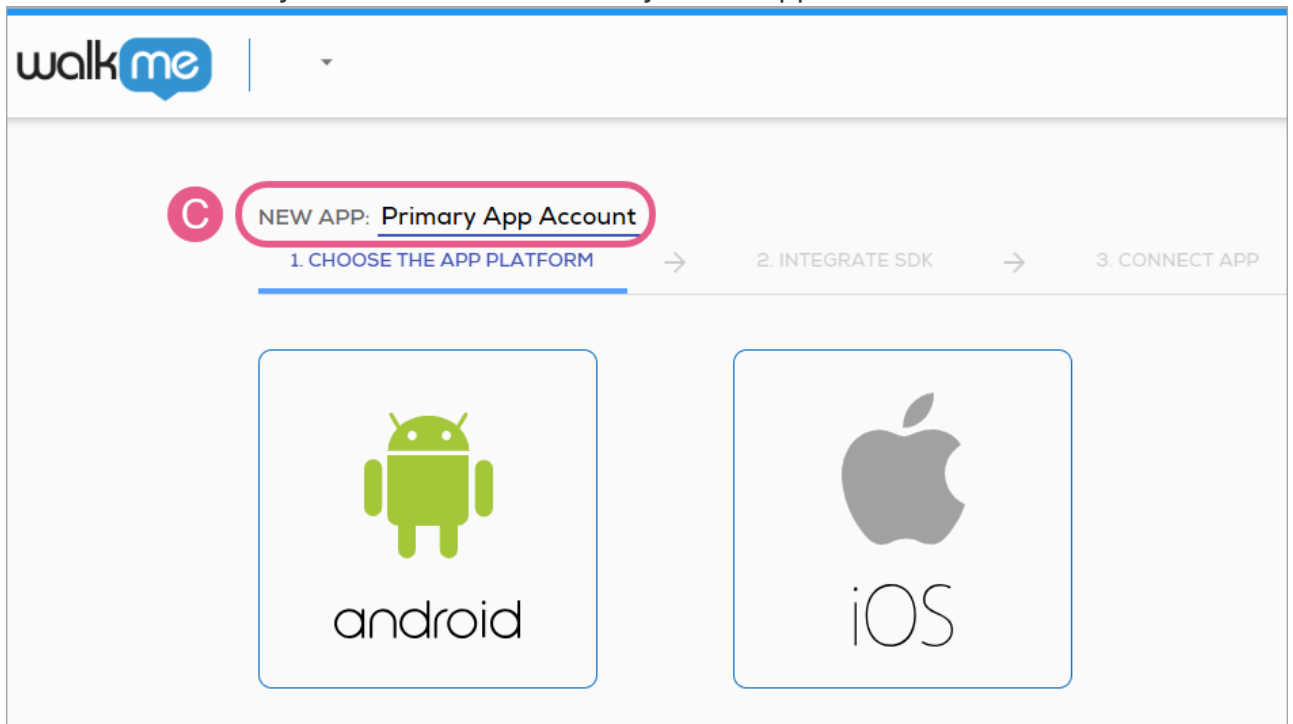 walkme
C
NEW APP: Primary App Account
1. CHOOSE THE APP PLATFORM → 2. INTEGRATE SDK → 3. CONNECT APP
android
iOS